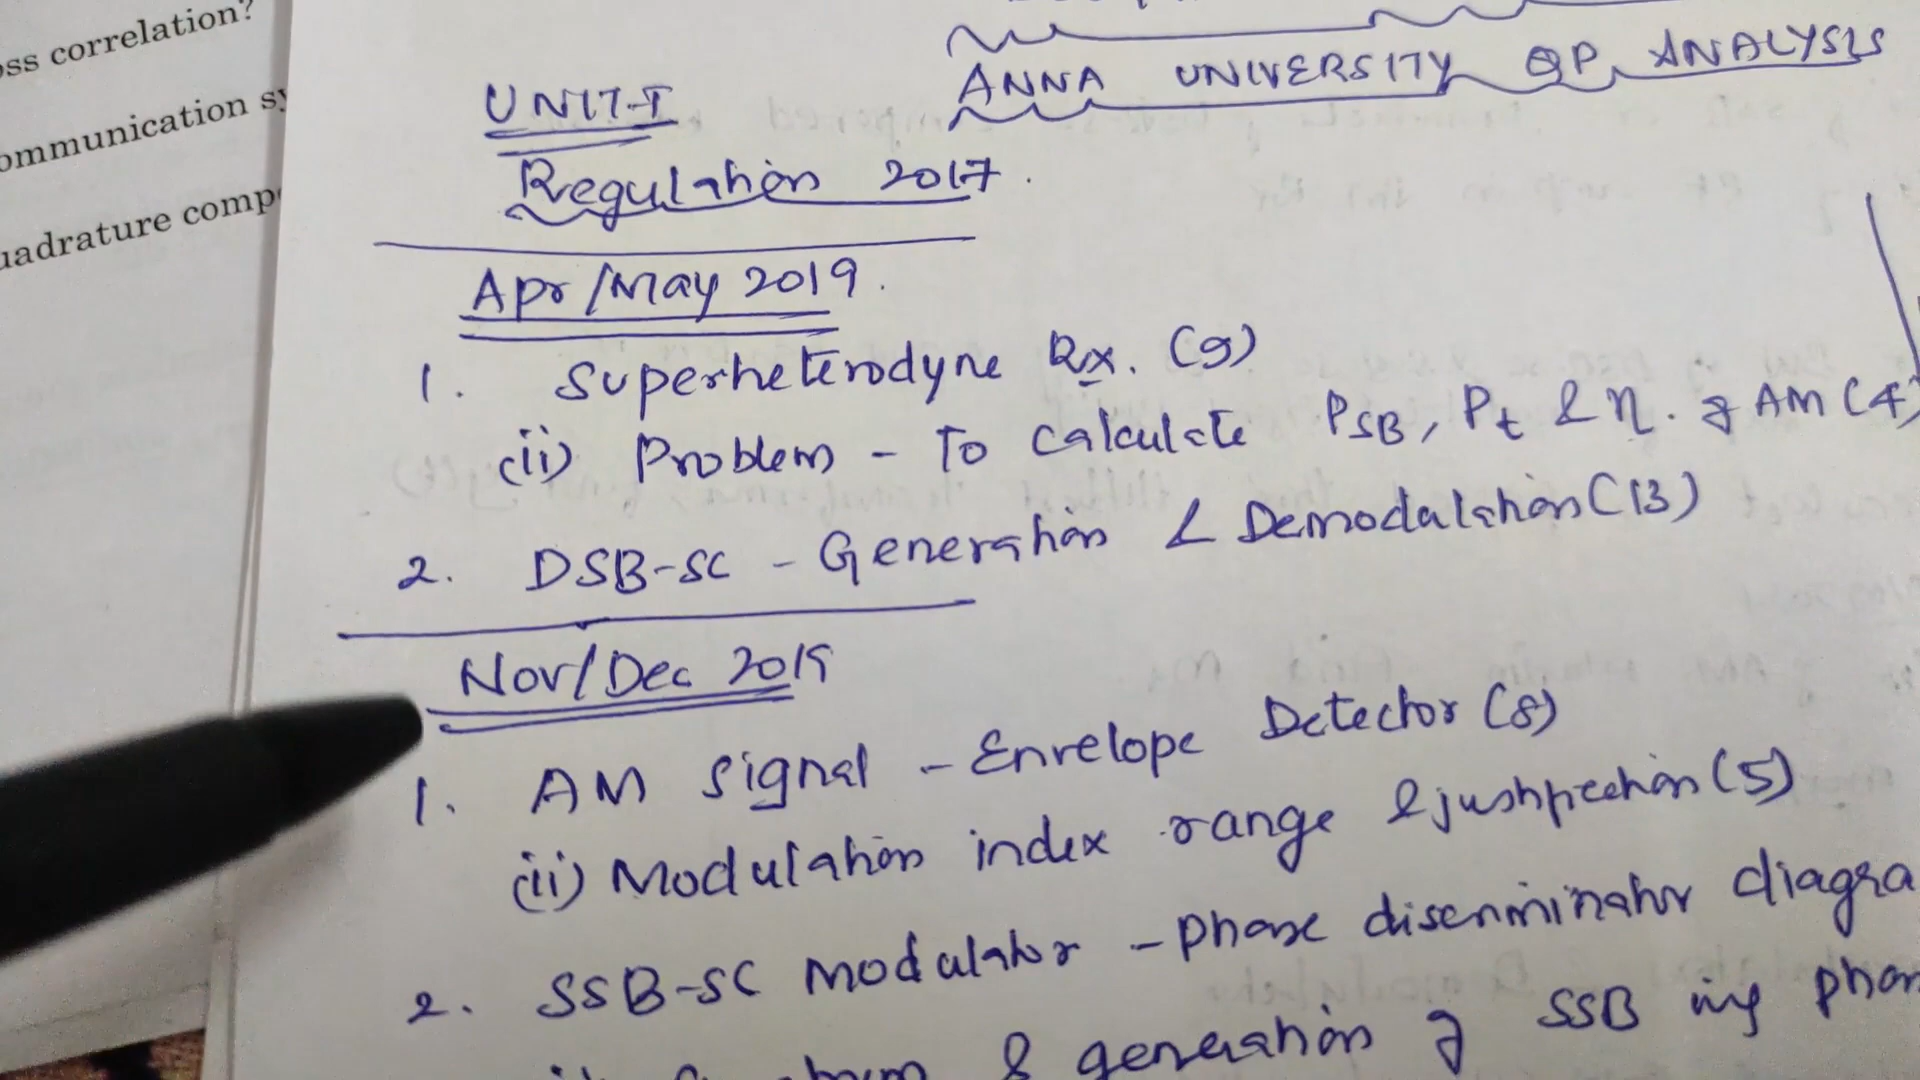 oss correlation?
ommunication sy
uadrature comp
ANNA UNIVERSITY QP ANALYSIS
UNIT-I
Regulation 2017.
Apr/May 2019.
1. Superheterodyne Rx. (9)
(ii) Problem - To calculate PSB, Pt & η. of AM (4)
2. DSB-SC - Generation & Demodulation (13)
Nov/Dec 2019
1. AM signal - Envelope Detector (8)
(ii) Modulation index range & justification (5)
2. SSB-SC modulator - Phase discriminator diagra
& generation of SSB using phas